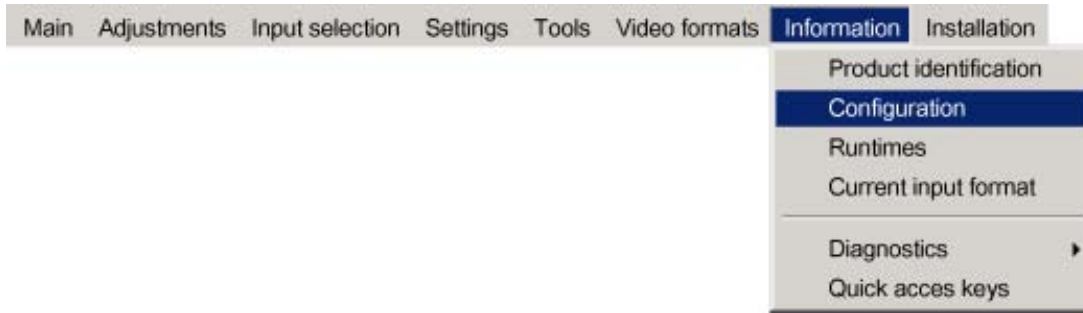 Main Adjustments Input selection Settings Tools Video formats Information Installation
Product identification
Configuration
Runtimes
Current input format
Diagnostics
Quick acces keys